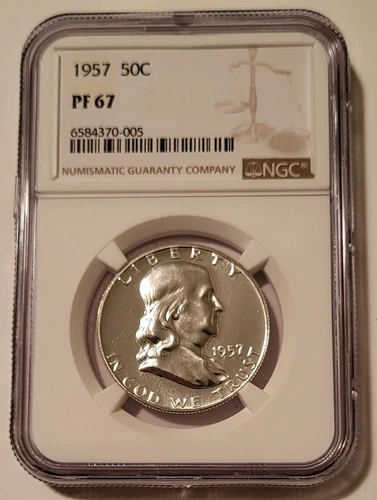 1957 50C
PF 67
6584370-005
NUMISMATIC GUARANTY COMPANY NGC
LIBERTY
1957
IN GOD WE TRUST